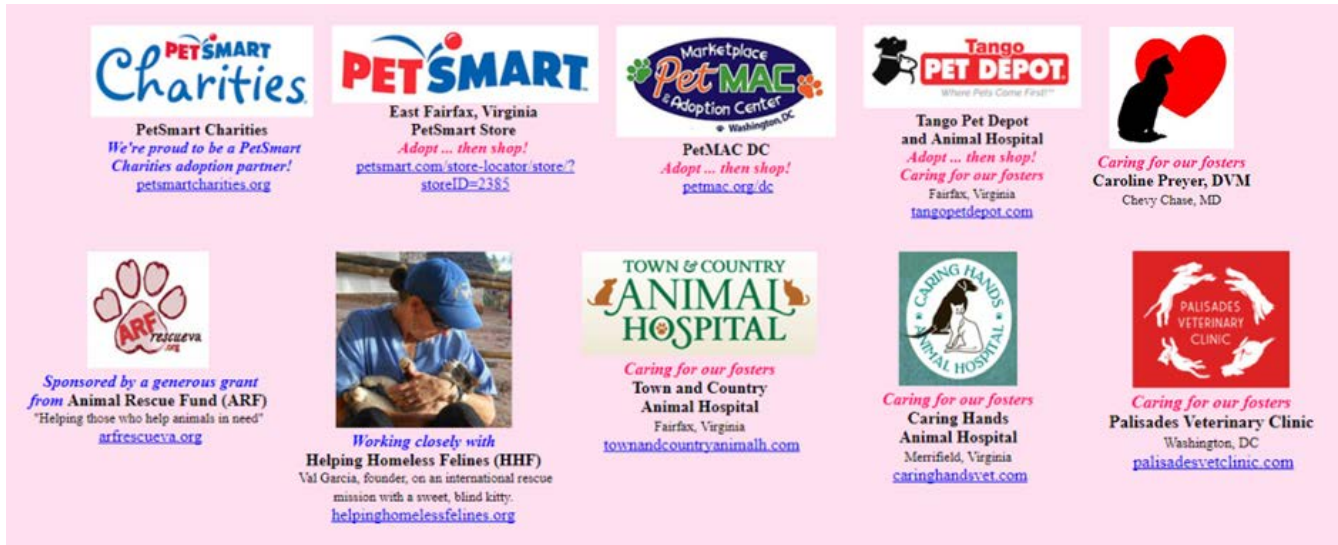 PETSMART
Charities
PetSmart Charities
We're proud to be a PetSmart
Charities adoption partner!
petsmartcharities.org
PETSMART
East Fairfax, Virginia
PetSmart Store
Adopt ... then shop!
petsmart.com/store-locator/store/?
storeID=2385
Marketplace
PetMAC
& Adoption Center
Washington, DC
PetMAC DC
Adopt ... then shop!
petmac.org/dc
Tango
PET DEPOT.
Where Pets Come First!™
Tango Pet Depot
and Animal Hospital
Adopt ... then shop!
Caring for our fosters
Fairfax, Virginia
tangopetdepot.com
Caring for our fosters
Caroline Preyer, DVM
Chevy Chase, MD
ARF
rescueva
.org
Sponsored by a generous grant
from Animal Rescue Fund (ARF)
"Helping those who help animals in need"
arfrescueva.org
Working closely with
Helping Homeless Felines (HHF)
Val Garcia, founder, on an international rescue
mission with a sweet, blind kitty.
helpinghomelessfelines.org
TOWN & COUNTRY
ANIMAL
HOSPITAL
Caring for our fosters
Town and Country
Animal Hospital
Fairfax, Virginia
townandcountryanimalh.com
CARING HANDS
ANIMAL HOSPITAL
Caring for our fosters
Caring Hands
Animal Hospital
Merrifield, Virginia
caringhandsvet.com
PALISADES
VETERINARY
CLINIC
Caring for our fosters
Palisades Veterinary Clinic
Washington, DC
palisadesvetclinic.com